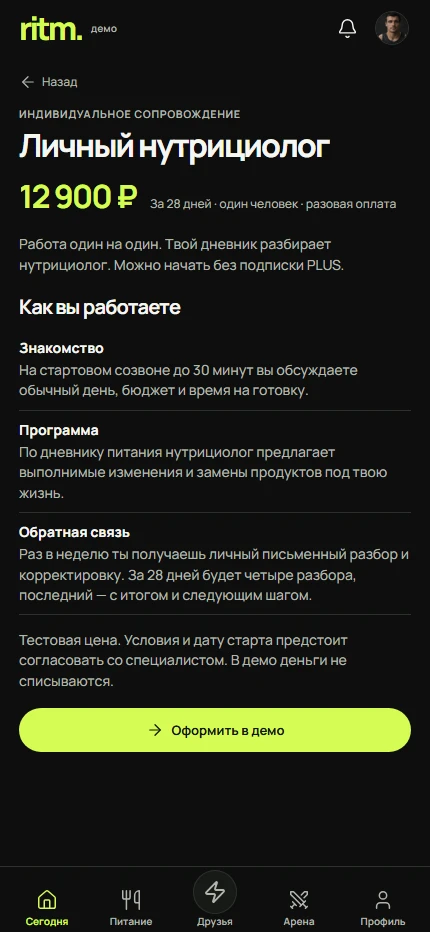 ritm. демо
Назад
ИНДИВИДУАЛЬНОЕ СОПРОВОЖДЕНИЕ
Личный нутрициолог
12 900 ₽ За 28 дней · один человек · разовая оплата
Работа один на один. Твой дневник разбирает
нутрициолог. Можно начать без подписки PLUS.
Как вы работаете
Знакомство
На стартовом созвоне до 30 минут вы обсуждаете
обычный день, бюджет и время на готовку.
Программа
По дневнику питания нутрициолог предлагает
выполнимые изменения и замены продуктов под твою
жизнь.
Обратная связь
Раз в неделю ты получаешь личный письменный разбор и
корректировку. За 28 дней будет четыре разбора,
последний — с итогом и следующим шагом.
Тестовая цена. Условия и дату старта предстоит
согласовать со специалистом. В демо деньги не
списываются.
Оформить в демо
Сегодня Питание Друзья Арена Профиль